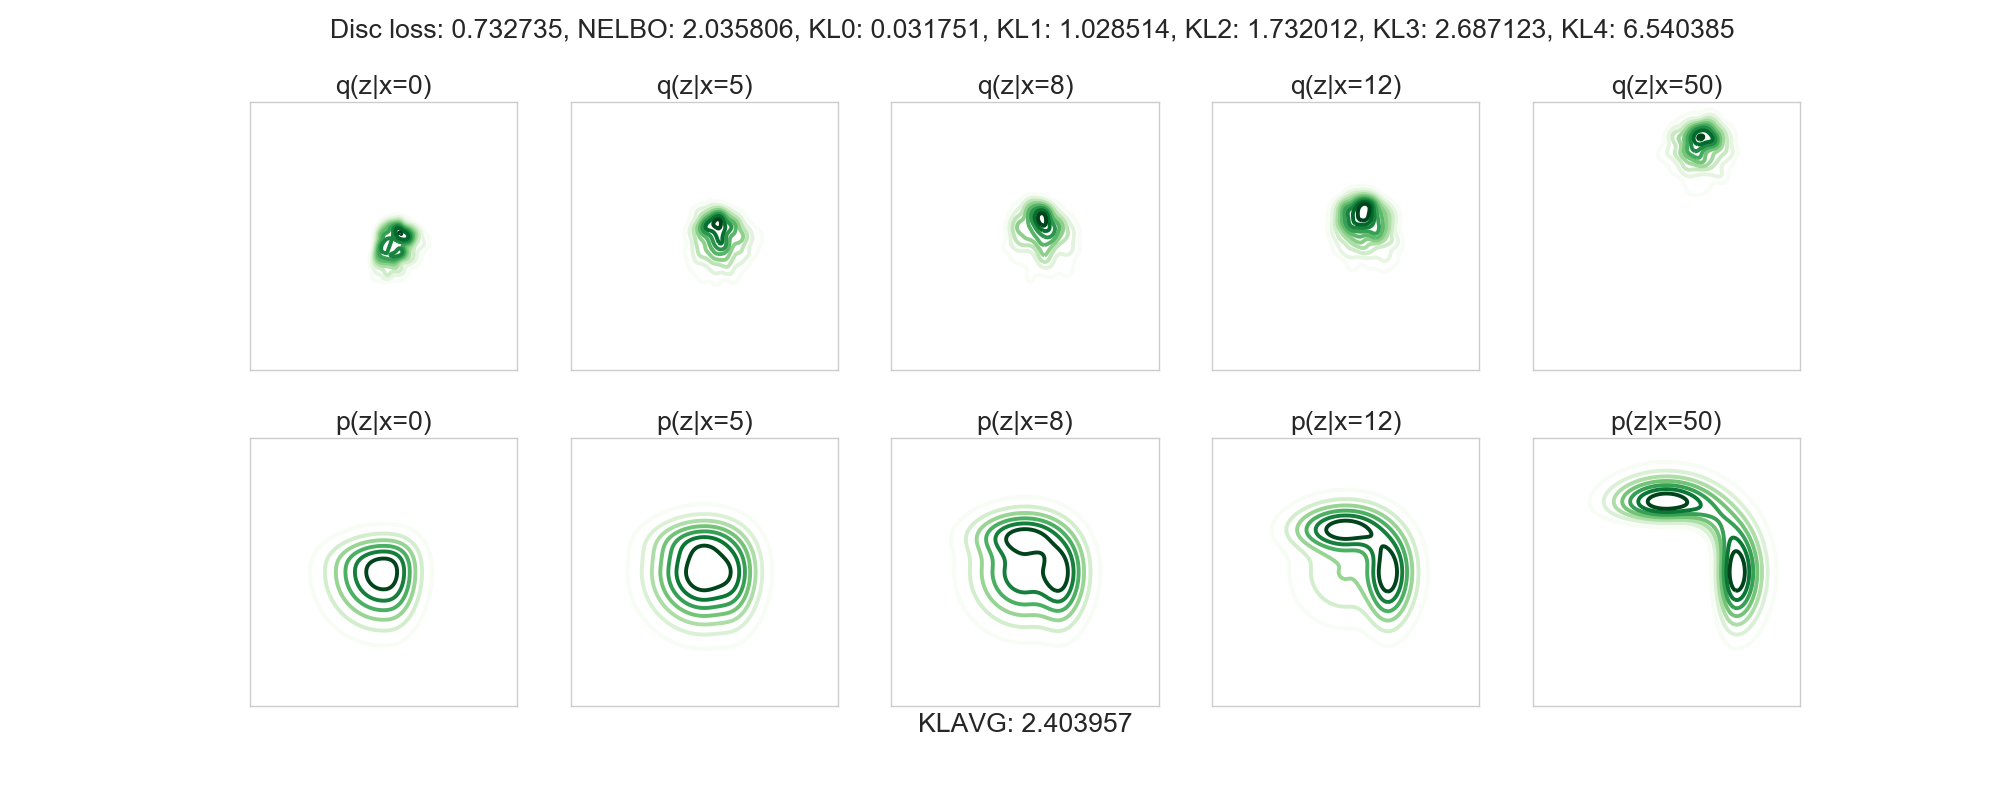 Disc loss: 0.732735, NELBO: 2.035806, KL0: 0.031751, KL1: 1.028514, KL2: 1.732012, KL3: 2.687123, KL4: 6.540385
q(z|x=0) q(z|x=5) q(z|x=8) q(z|x=12) q(z|x=50)
p(z|x=0) p(z|x=5) p(z|x=8) p(z|x=12) p(z|x=50)
KLAVG: 2.403957